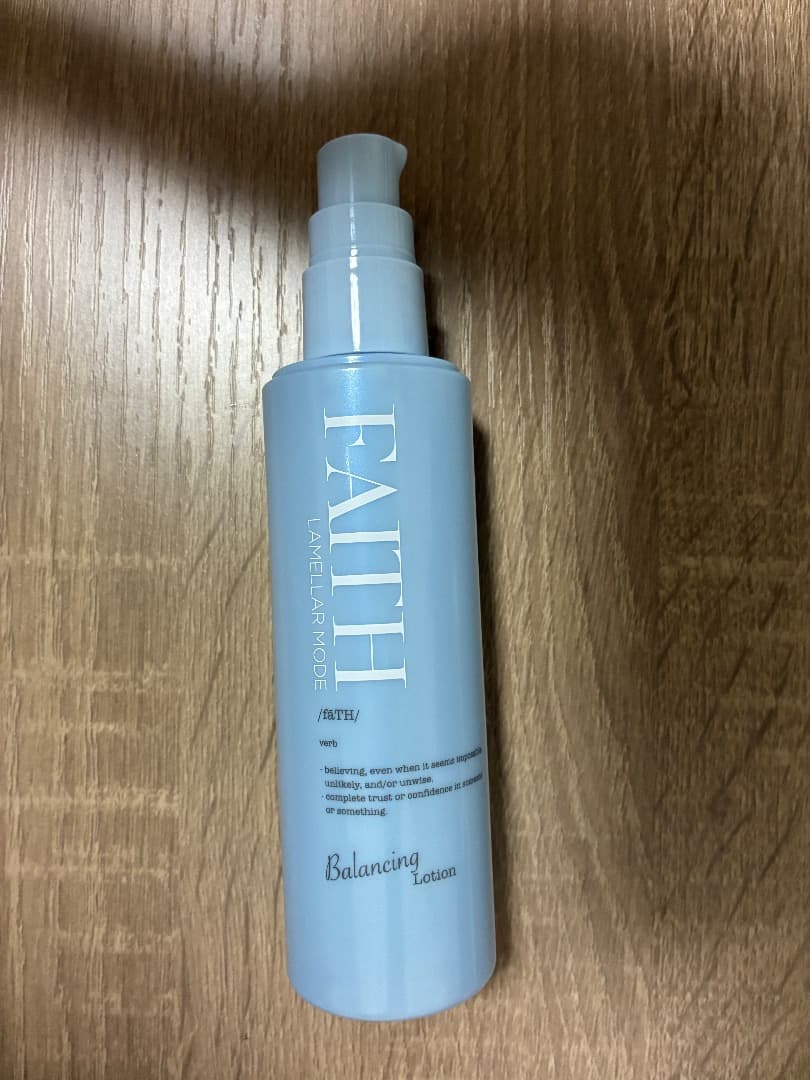 FAITH
LAMELLAR MODE
/fāTH/
verb
· believing, even when it seems impossible
unlikely, and/or unwise.
· complete trust or confidence in
or something.
Balancing
Lotion